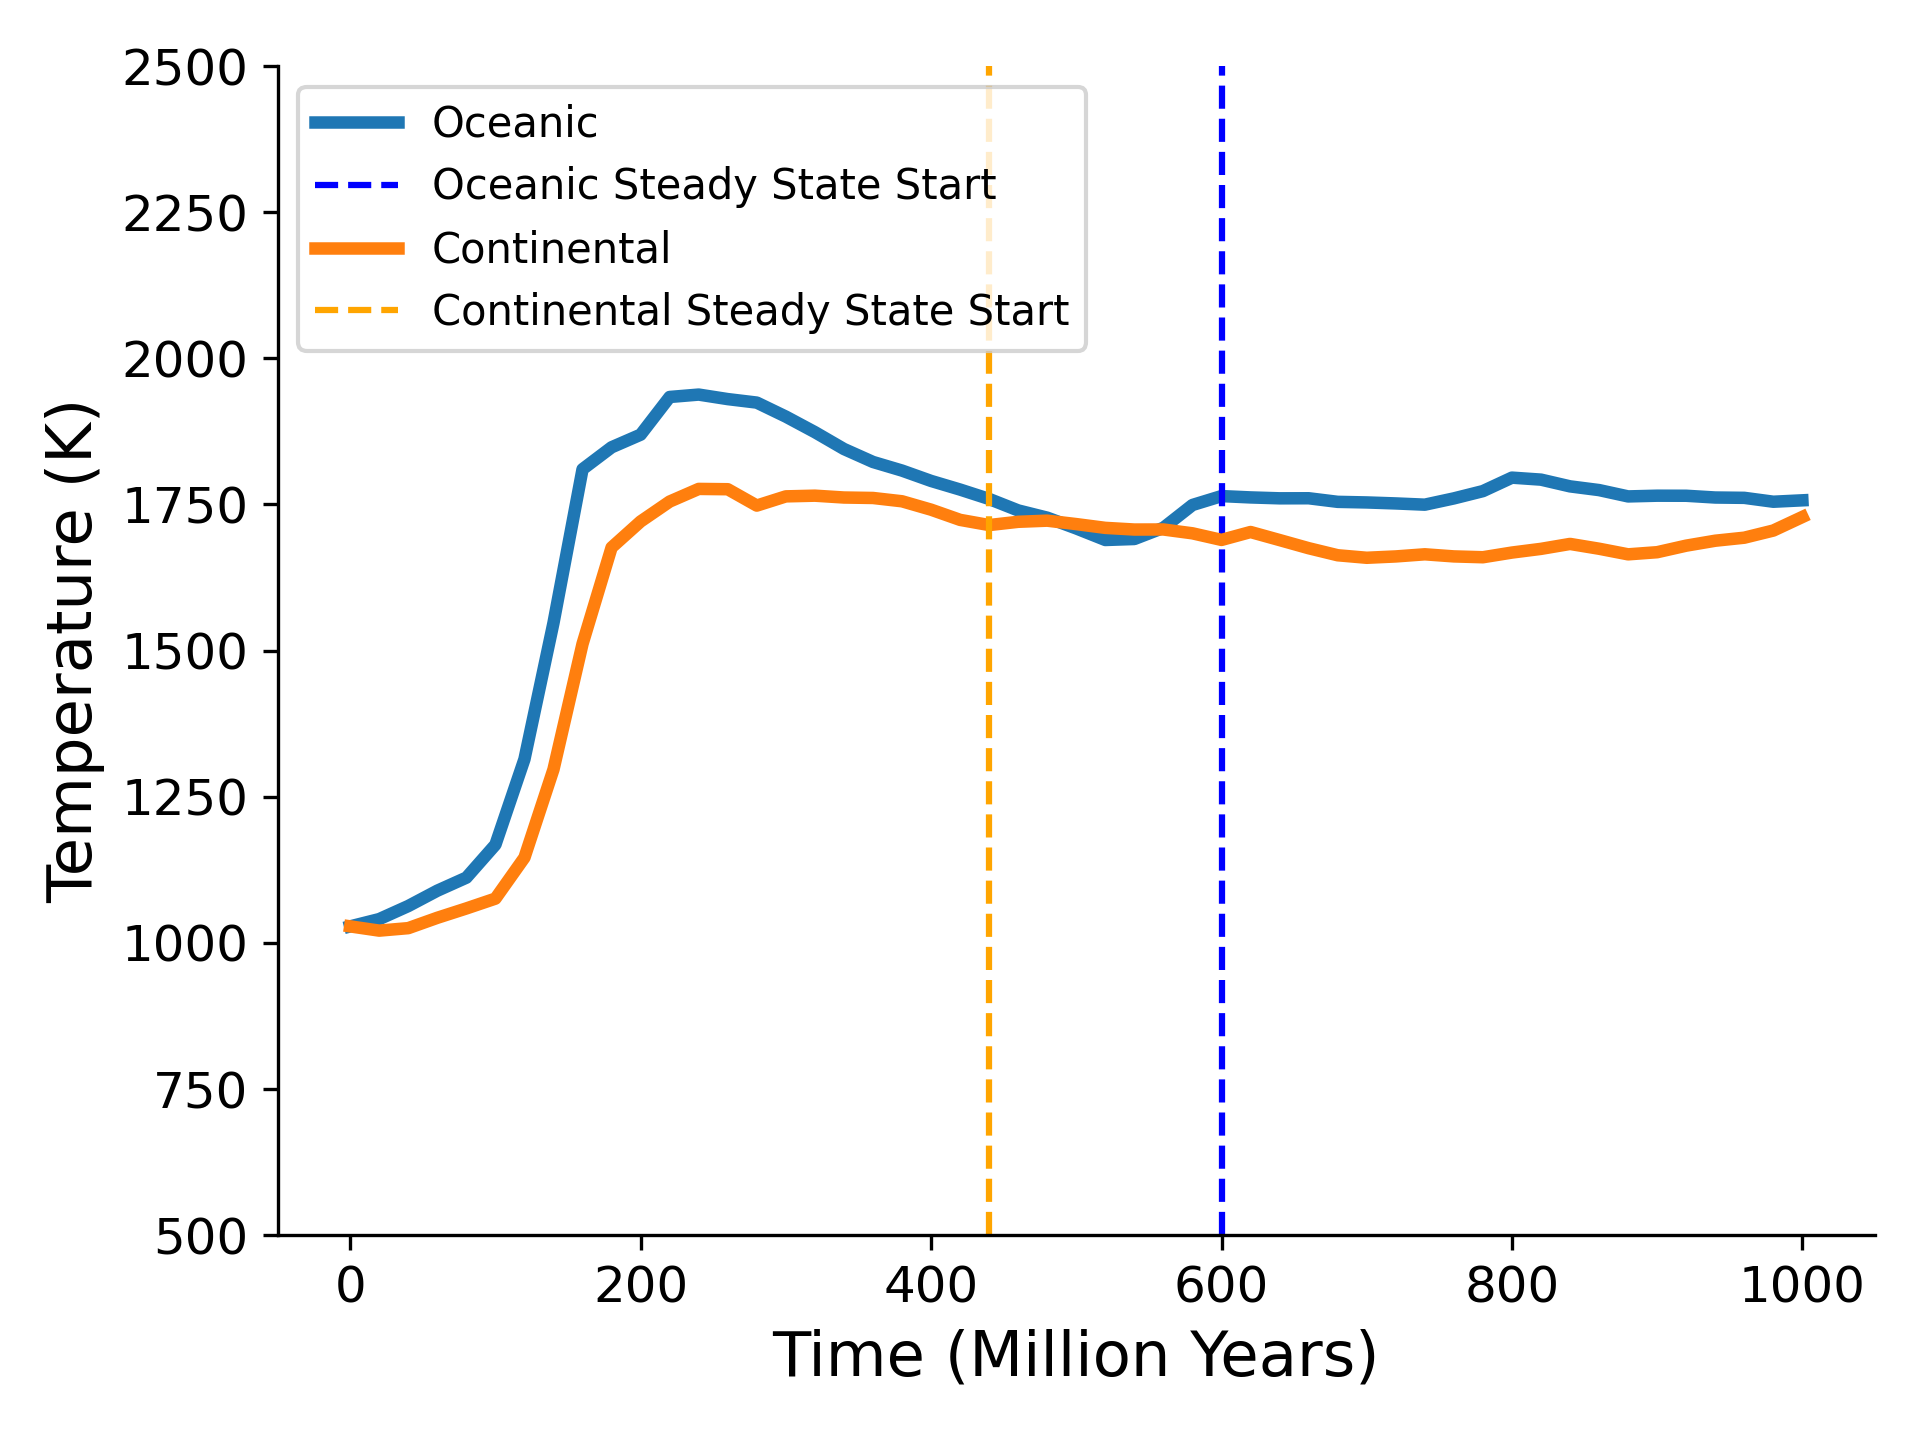 2500
2250
2000
1750
1500
1250
1000
750
500
Temperature (K)
Oceanic
Oceanic Steady State Start
Continental
Continental Steady State Start
0 200 400 600 800 1000
Time (Million Years)